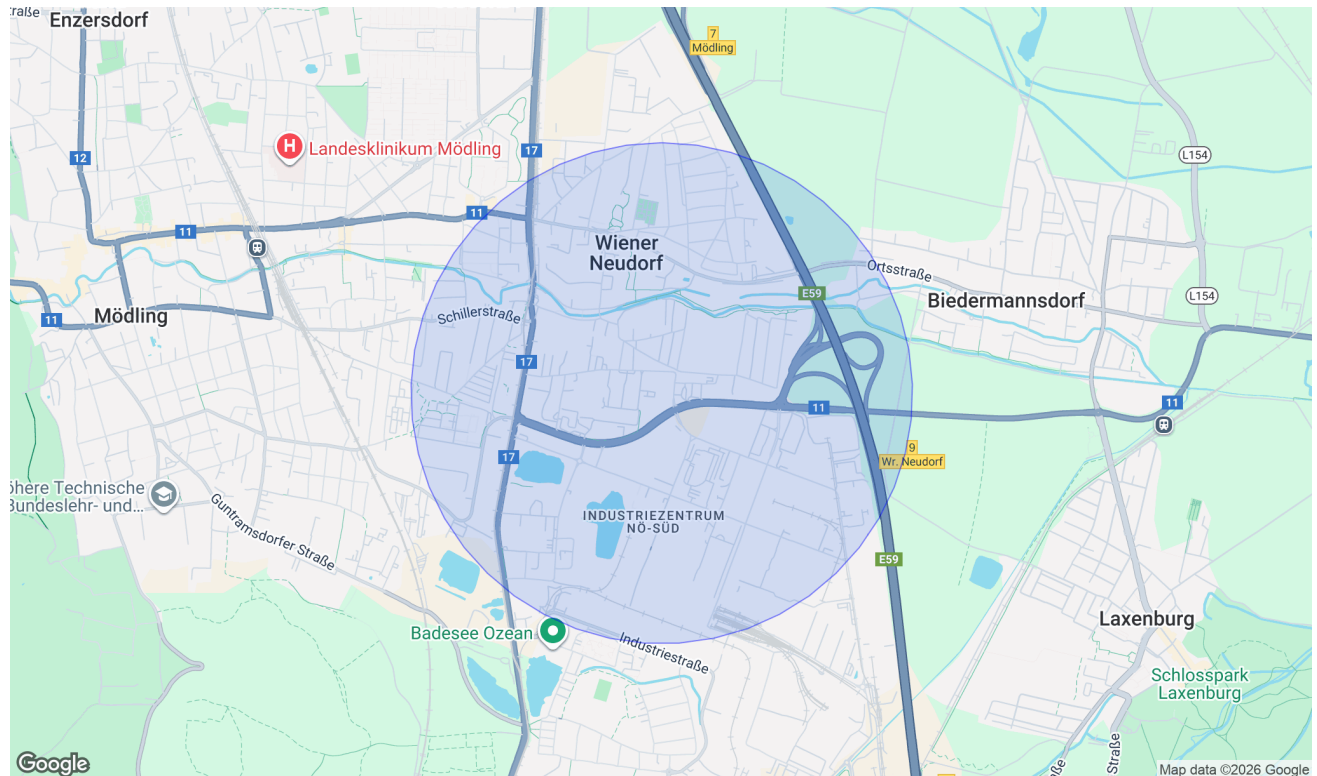 raße
Enzersdorf
7
Mödling
17
Landesklinikum Mödling
12
L154
11
11
Wiener
Neudorf
Ortsstraße
E59
Biedermannsdorf
L154
Mödling
11
Schillerstraße
17
11
11
9
Wr. Neudorf
17
öhere Technische
Bundeslehr- und...
INDUSTRIEZENTRUM
NÖ-SÜD
Guntramsdorfer Straße
E59
Badesee Ozean
Industriestraße
Laxenburg
Schlosspark
Laxenburg
Straße
Google
Map data ©2026 Google